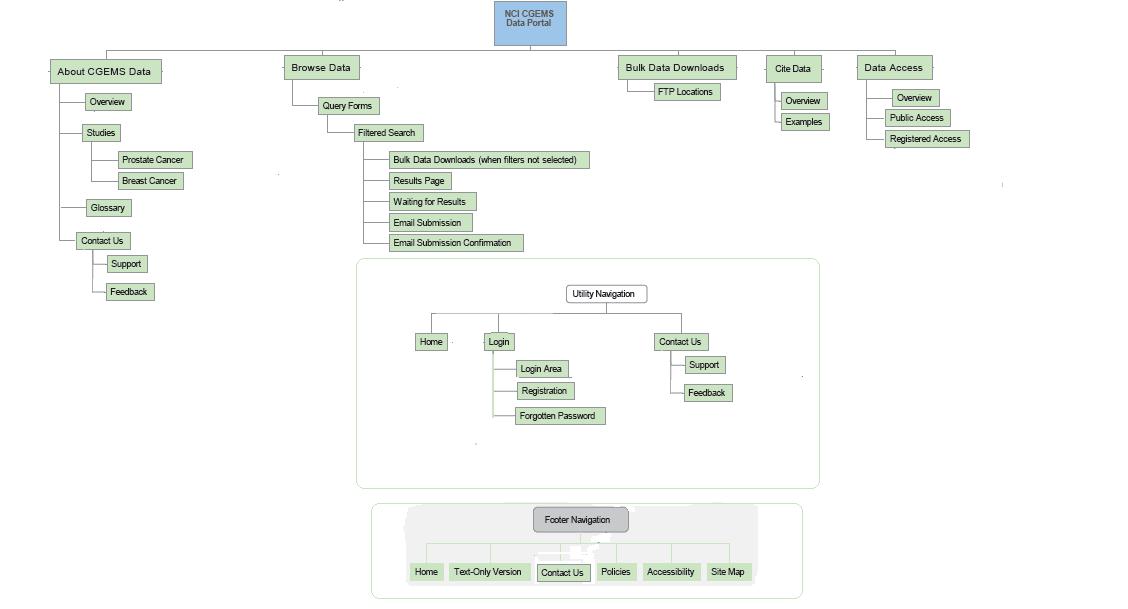 NCI CGEMS
Data Portal
About CGEMS Data
Overview
Studies
Prostate Cancer
Breast Cancer
Glossary
Contact Us
Support
Feedback
Browse Data
Query Forms
Filtered Search
Bulk Data Downloads (when filters not selected)
Results Page
Waiting for Results
Email Submission
Email Submission Confirmation
Bulk Data Downloads
FTP Locations
Cite Data
Overview
Examples
Data Access
Overview
Public Access
Registered Access
Utility Navigation
Home
Login
Login Area
Registration
Forgotten Password
Contact Us
Support
Feedback
Footer Navigation
Home
Text-Only Version
Contact Us
Policies
Accessibility
Site Map